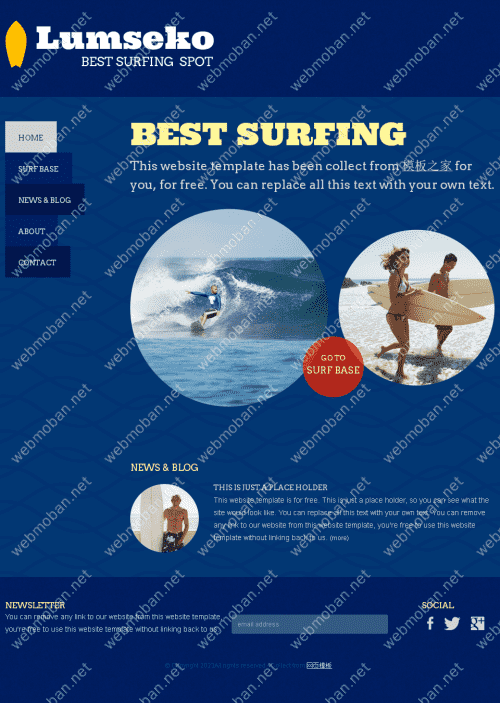 Lumseko
BEST SURFING SPOT
HOME
SURF BASE
NEWS & BLOG
ABOUT
CONTACT
BEST SURFING
This website template has been collect from 模板之家 for
you, for free. You can replace all this text with your own text.
GO TO
SURF BASE
NEWS & BLOG
THIS IS JUST A PLACE HOLDER
This website template is for free. This is just a place holder, so you can see what the
site would look like. You can replace all this text with your own text. You can remove
any link to our website from this website template, you're free to use this website
template without linking back to us. (more)
NEWSLETTER
You can remove any link to our website from this website template,
you're free to use this website template without linking back to us.
email address
SOCIAL
网页模板
webmoban.net